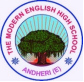 THE MODERN ENGLISH HIGH SCHOOL
ANDHERI (E)